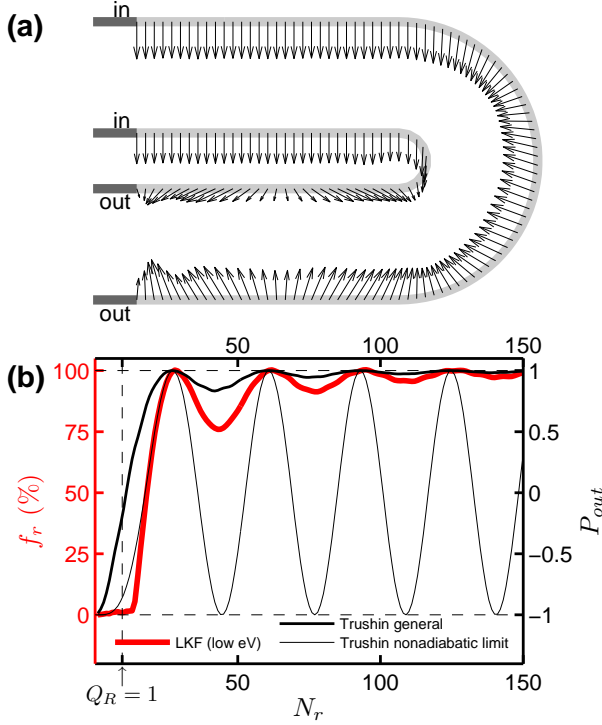 (a)
in
in
out
out
(b)
50 100 150
100
75
50
25
0
f_r (%)
1
0.5
0
−0.5
−1
P_out
Trushin general
LKF (low eV)
Trushin nonadiabatic limit
50 100 150
Q_R = 1
N_r